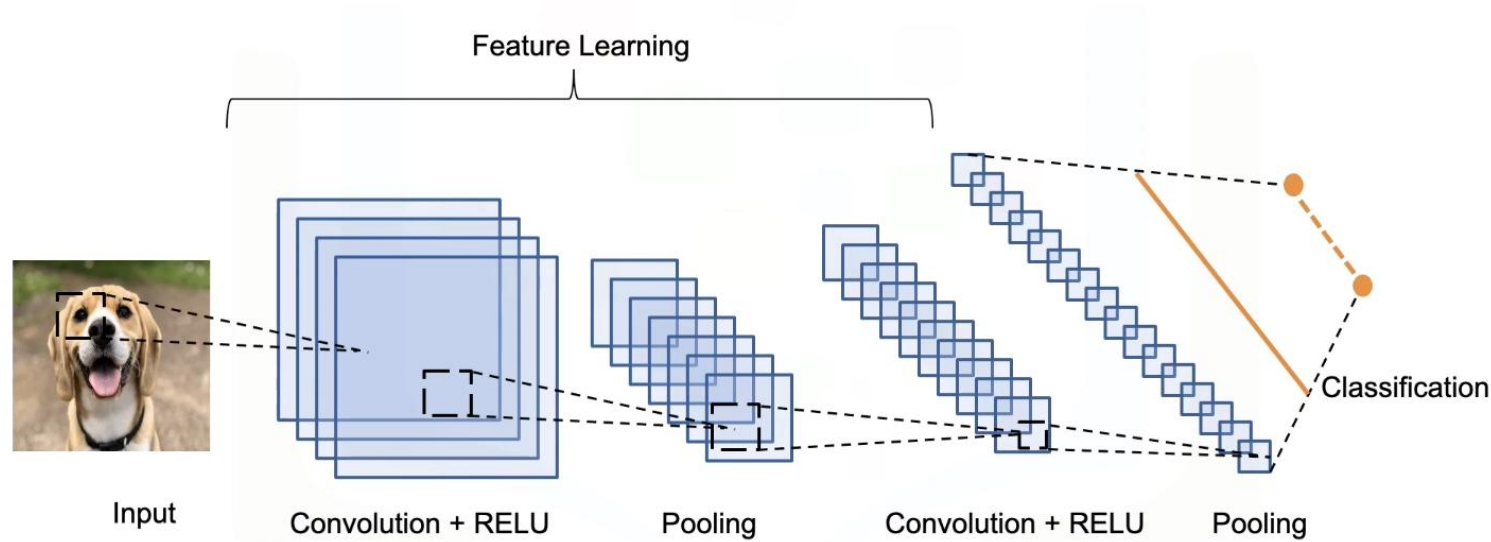 Feature Learning
Classification
Input
Convolution + RELU
Pooling
Convolution + RELU
Pooling